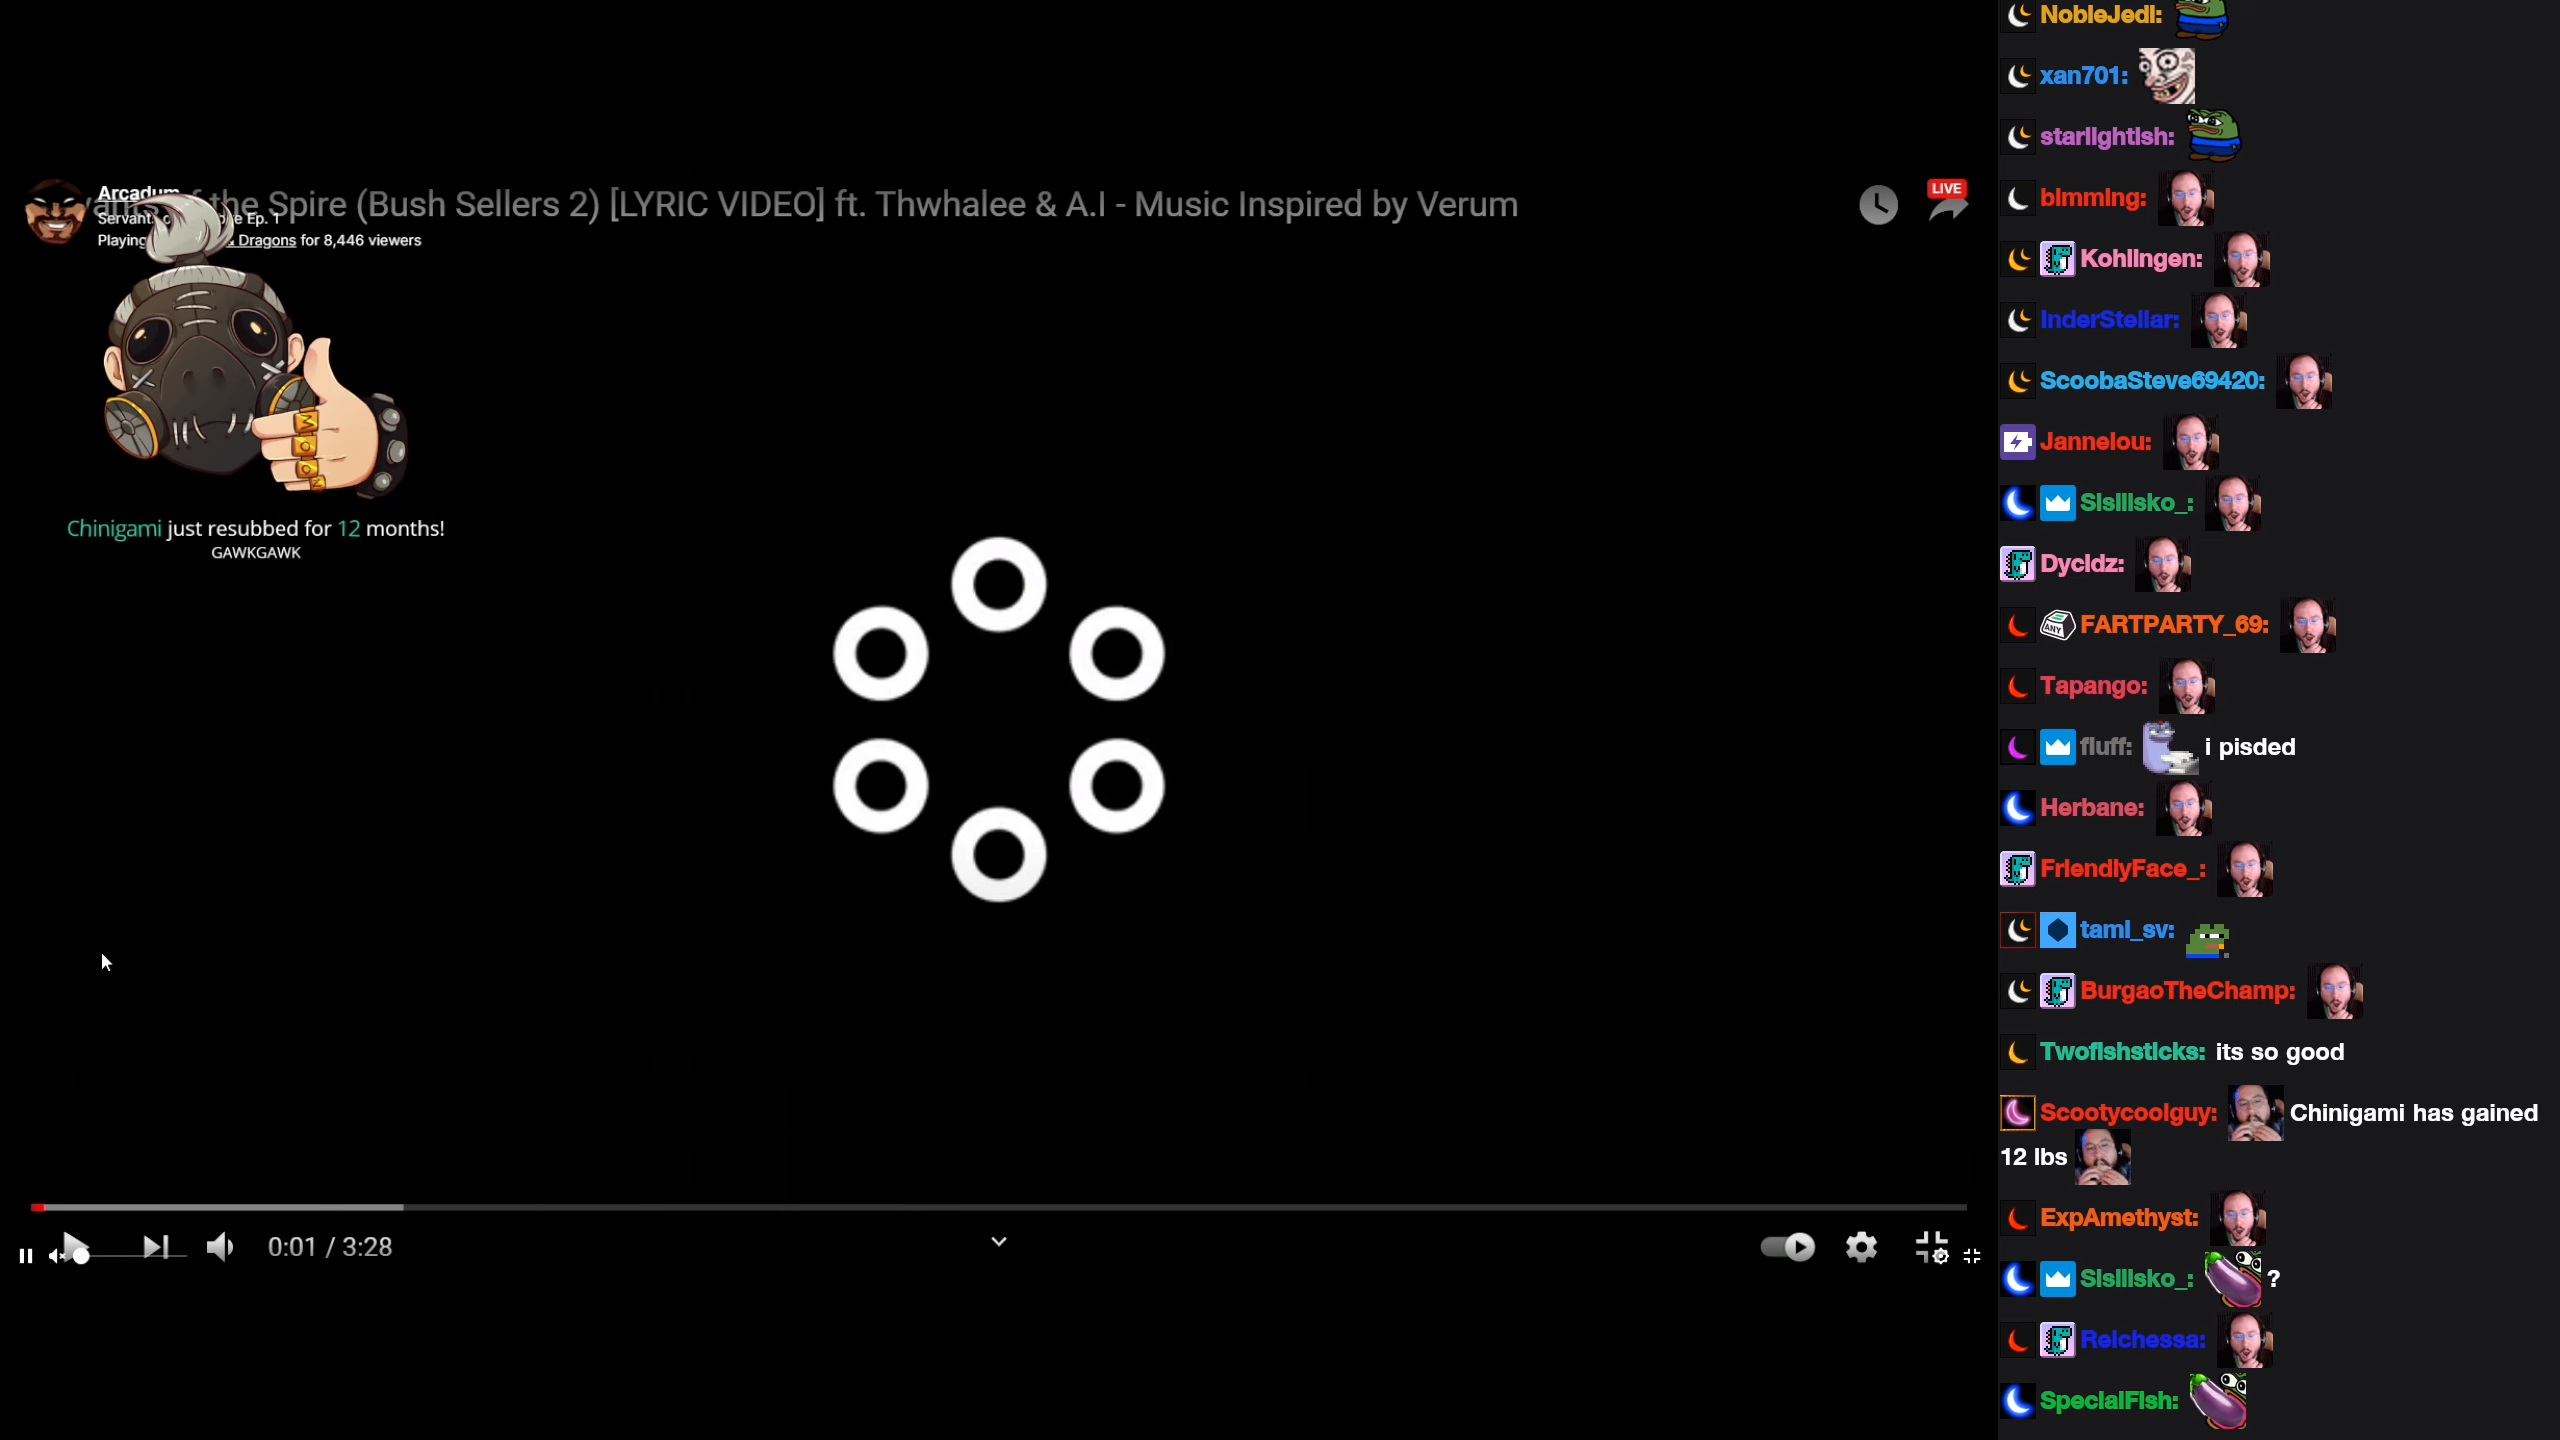 Arcadum
f the Spire (Bush Sellers 2) [LYRIC VIDEO] ft. Thwhalee & A.I - Music Inspired by Verum
Ep. 1
Playing & Dragons for 8,446 viewers
LIVE
MOON
Chinigami just resubbed for 12 months!
GAWKGAWK
0:01 / 3:28
NobleJedi:
xan701:
starlightish:
bimming:
Kohlingen:
InderStellar:
ScoobaSteve69420:
Jannelou:
Sisilisko_:
Dycidz:
ANY FARTPARTY_69:
Tapango:
fluff: i pisded
Herbane:
FriendlyFace_:
tami_sv:
BurgaoTheChamp:
Twofishsticks: its so good
Scootycoolguy: Chinigami has gained
12 lbs
ExpAmethyst:
Sisilisko_: ?
Reichessa:
SpecialFish: